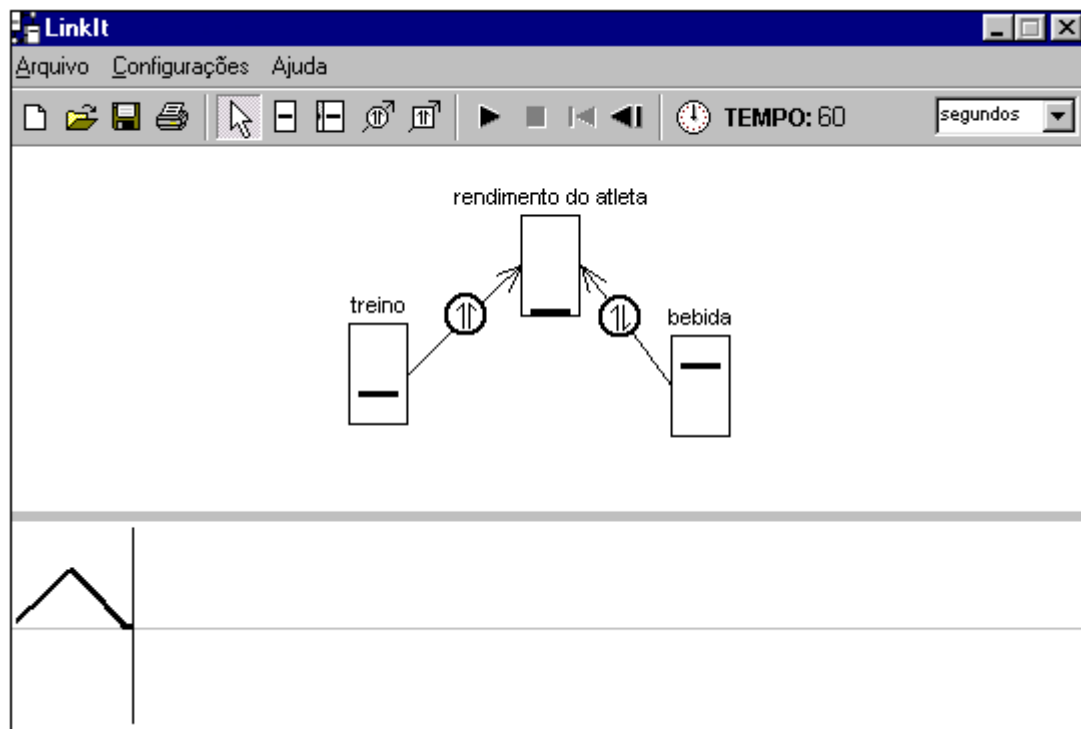 LinkIt
Arquivo Configurações Ajuda
TEMPO: 60 segundos
rendimento do atleta
treino
bebida